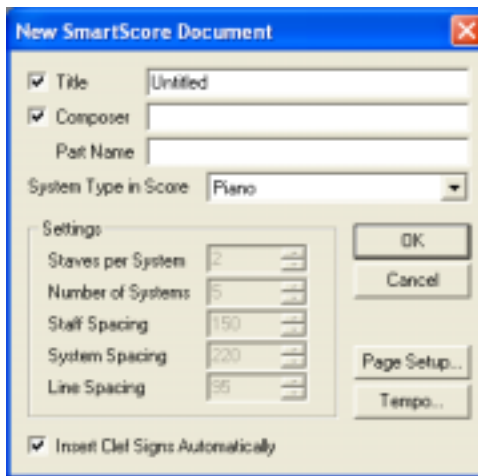 New SmartScore Document
Title Untitled
Composer
Part Name
System Type in Score Piano
Settings
Staves per System 2
Number of Systems 5
Staff Spacing 150
System Spacing 220
Line Spacing 95
OK
Cancel
Page Setup...
Tempo...
Insert Clef Signs Automatically